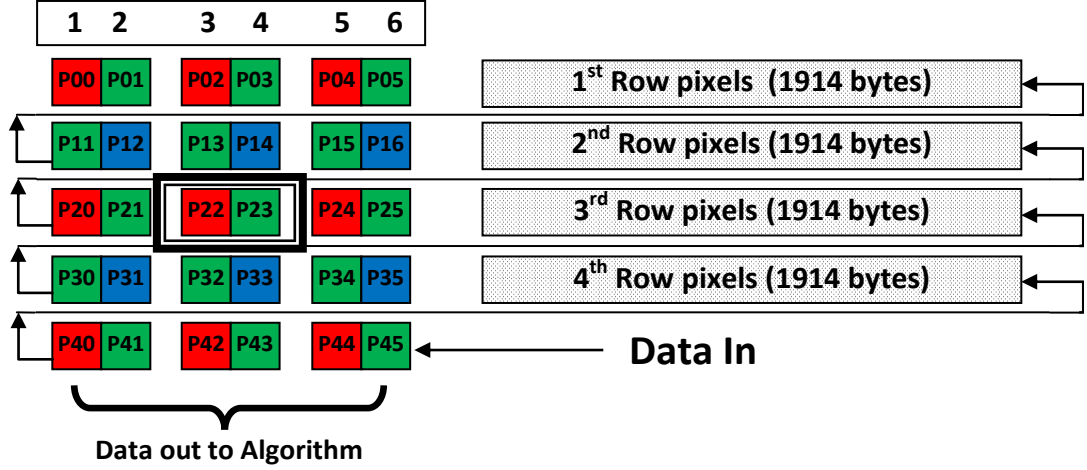 1 2 3 4 5 6
P00 P01 P02 P03 P04 P05 1st Row pixels (1914 bytes)
P11 P12 P13 P14 P15 P16 2nd Row pixels (1914 bytes)
P20 P21 P22 P23 P24 P25 3rd Row pixels (1914 bytes)
P30 P31 P32 P33 P34 P35 4th Row pixels (1914 bytes)
P40 P41 P42 P43 P44 P45 Data In
Data out to Algorithm